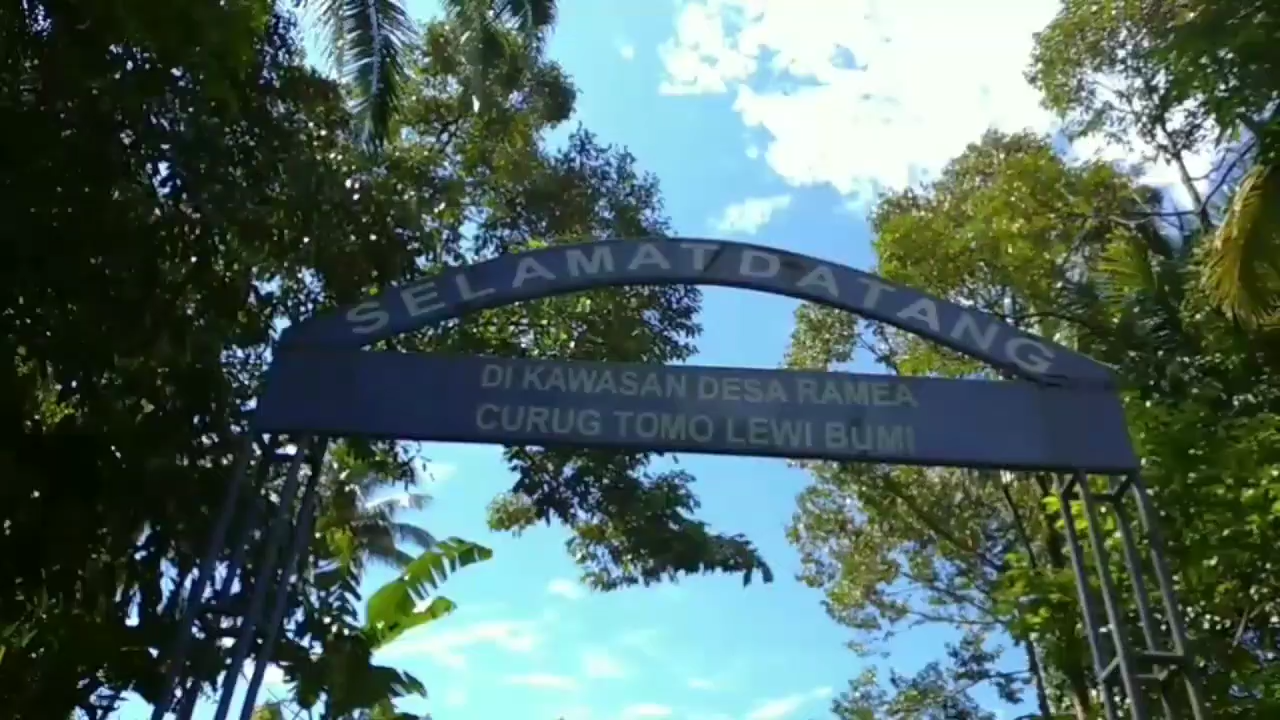 SELAMAT DATANG
DI KAWASAN DESA RAMEA
CURUG TOMO LEWI BUMI